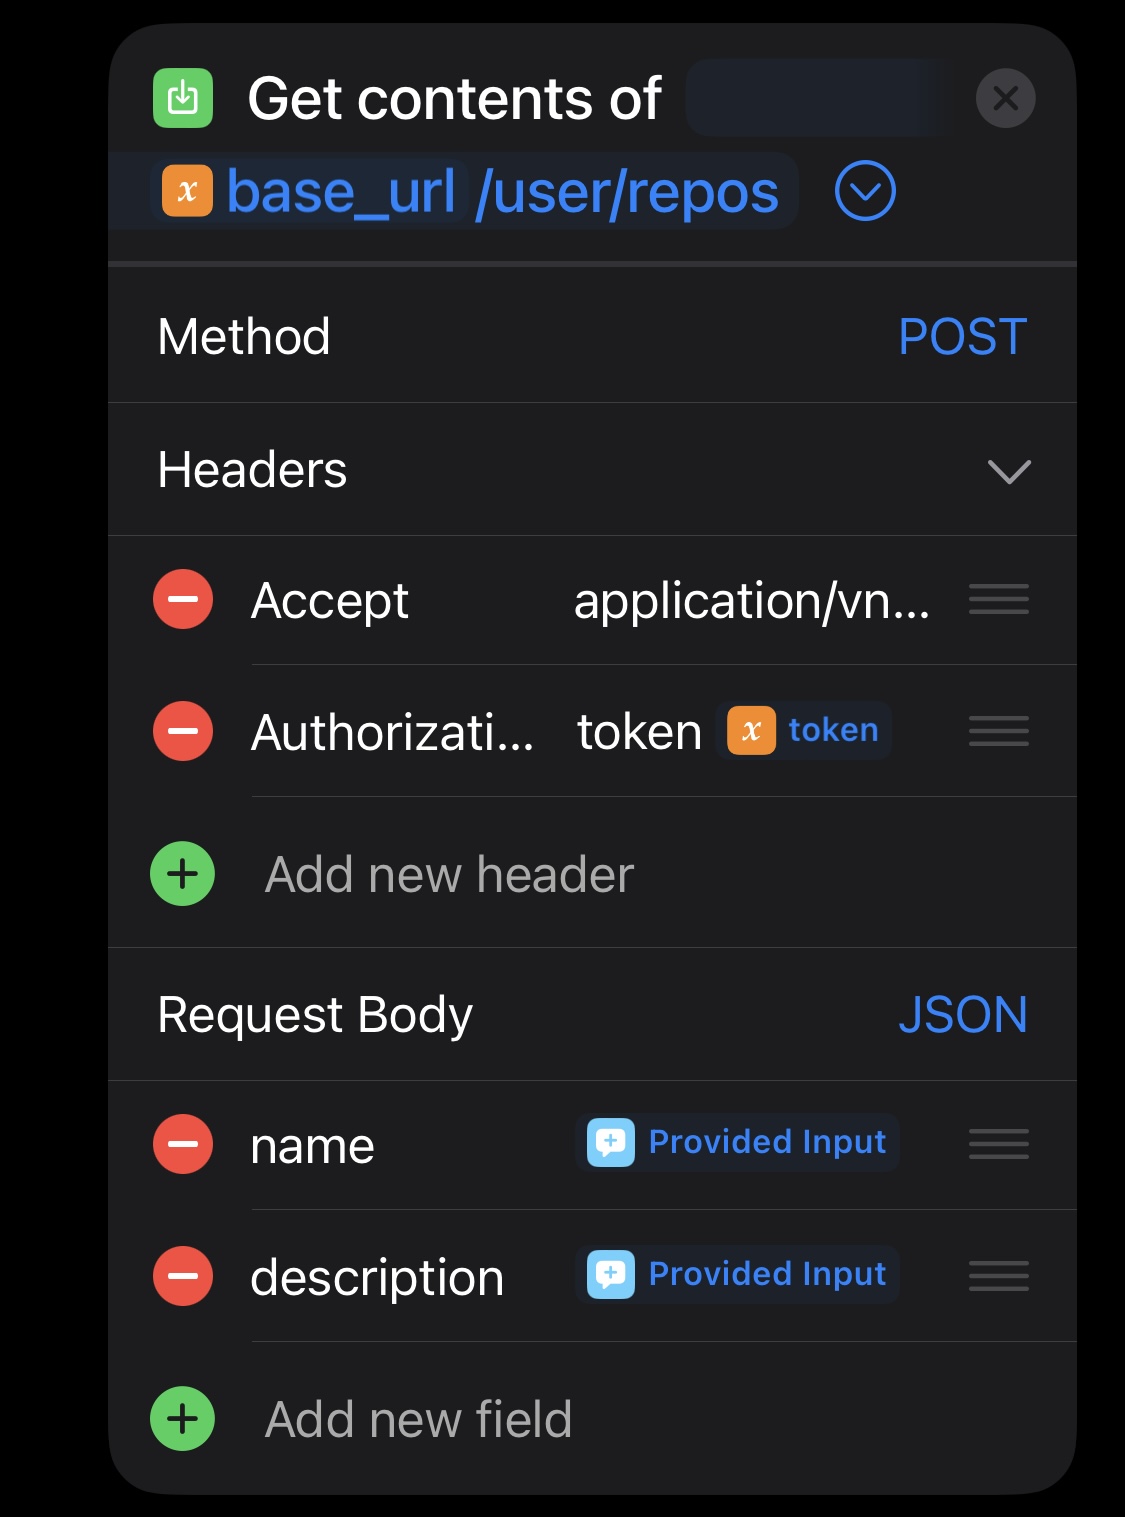 Get contents of
x base_url /user/repos
Method POST
Headers
Accept application/vn...
Authorizati... token x token
Add new header
Request Body JSON
name Provided Input
description Provided Input
Add new field